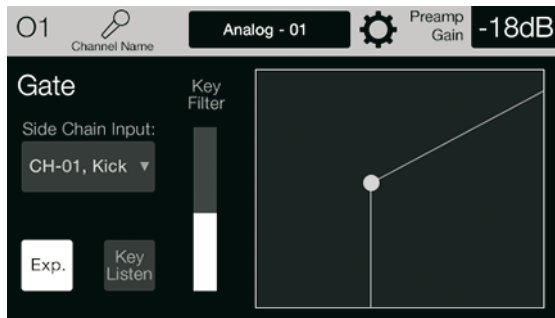 O1
Channel Name
Analog - 01
Preamp
Gain
-18dB
Gate
Key
Filter
Side Chain Input:
CH-01, Kick
Exp.
Key
Listen